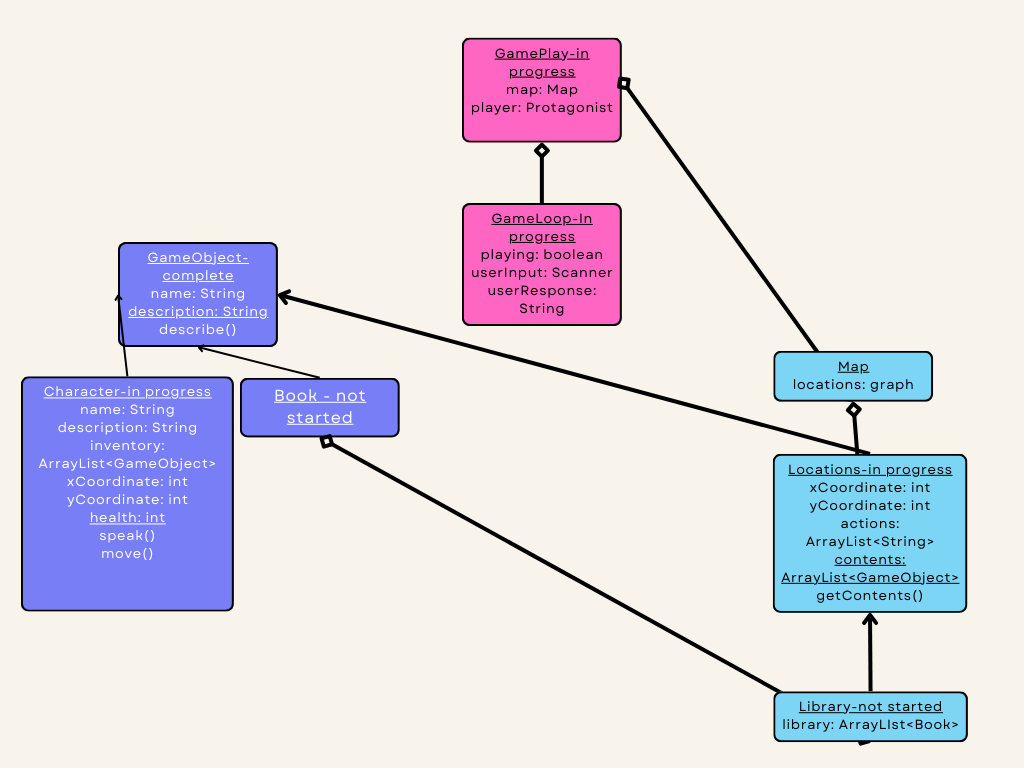 GamePlay-in
progress
map: Map
player: Protagonist
GameLoop-In
progress
playing: boolean
userInput: Scanner
userResponse:
String
GameObject-
complete
name: String
description: String
describe()
Character-in progress
name: String
description: String
inventory:
ArrayList<GameObject>
xCoordinate: int
yCoordinate: int
health: int
speak()
move()
Book - not
started
Map
locations: graph
Locations-in progress
xCoordinate: int
yCoordinate: int
actions:
ArrayList<String>
contents:
ArrayList<GameObject>
getContents()
Library-not started
library: ArrayLIst<Book>